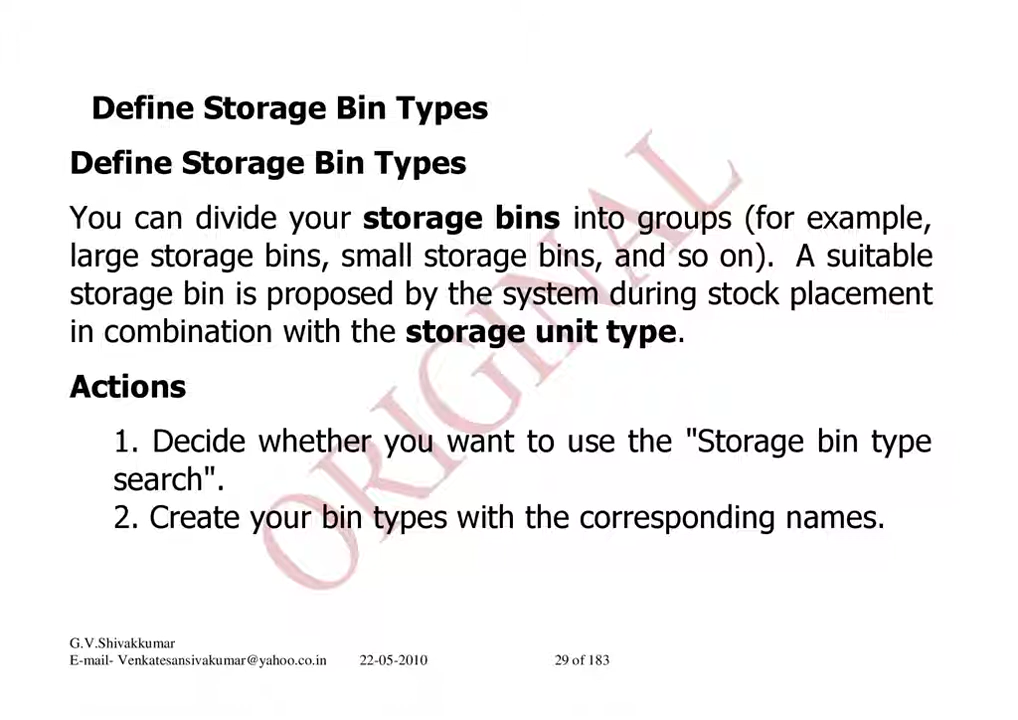 Define Storage Bin Types
Define Storage Bin Types
You can divide your storage bins into groups (for example,
large storage bins, small storage bins, and so on). A suitable
storage bin is proposed by the system during stock placement
in combination with the storage unit type.
Actions
1. Decide whether you want to use the "Storage bin type
search".
2. Create your bin types with the corresponding names.
ORIGINAL
G.V.Shivakkumar
E-mail- Venkatesansivakumar@yahoo.co.in 22-05-2010 29 of 183